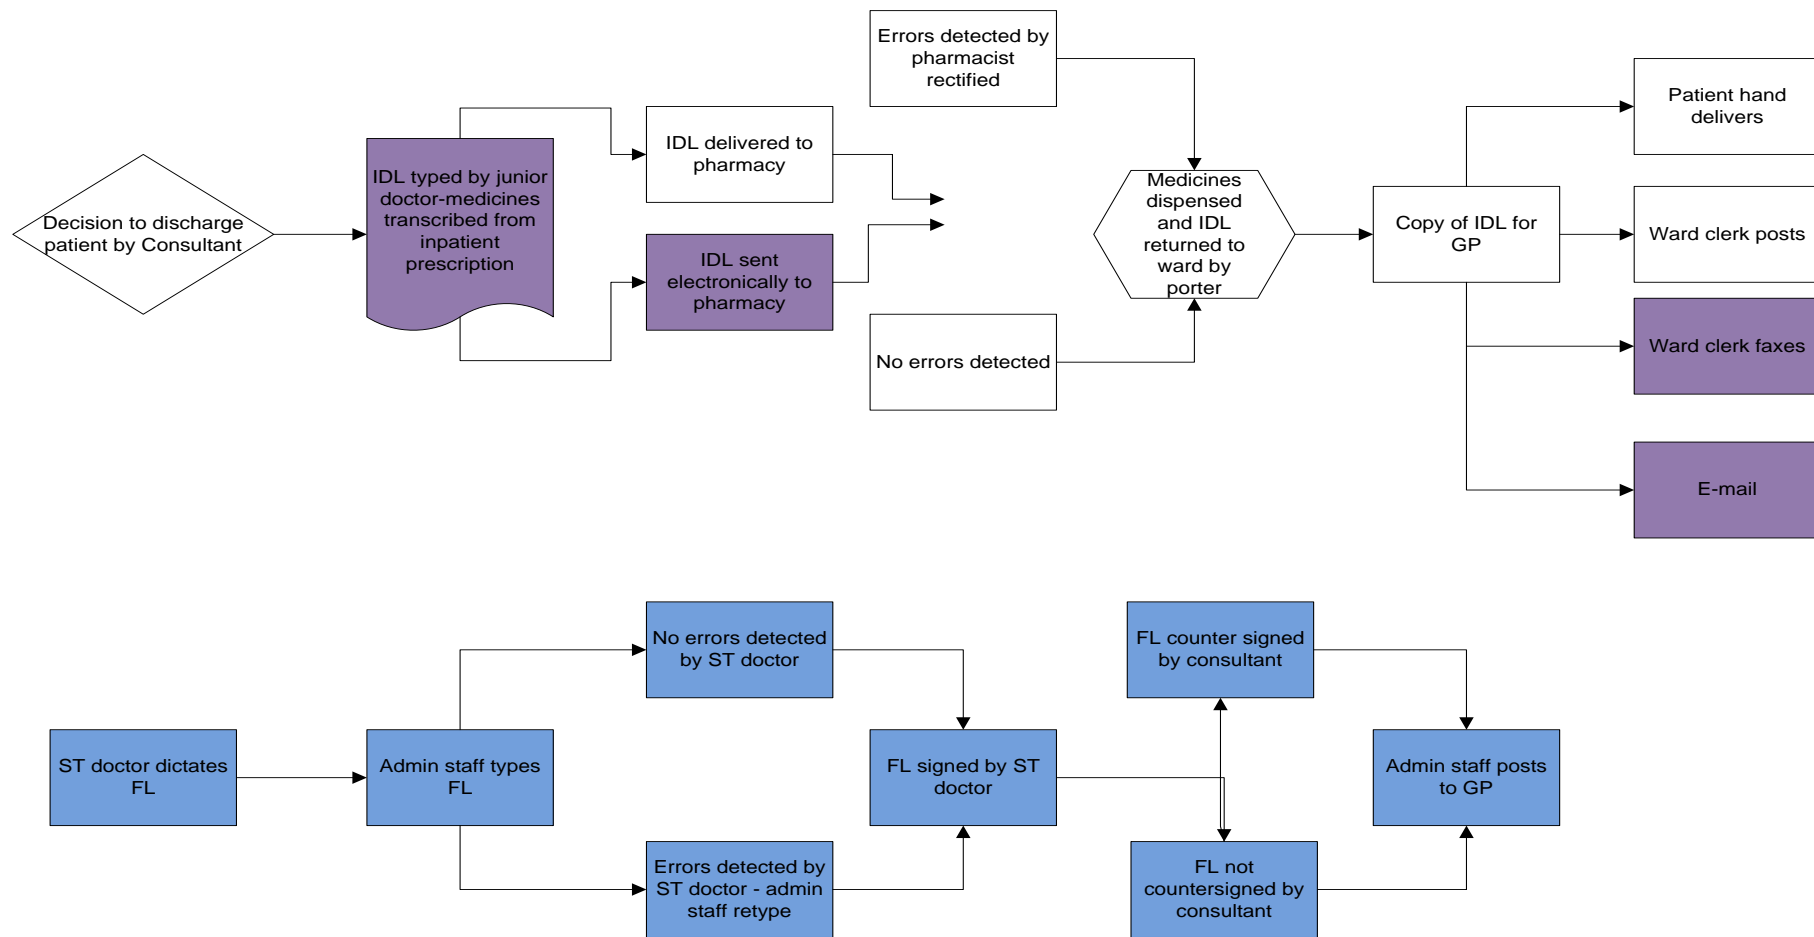 Decision to discharge
patient by Consultant
IDL typed by junior
doctor-medicines
transcribed from
inpatient
prescription
IDL delivered to
pharmacy
IDL sent
electronically to
pharmacy
Errors detected by
pharmacist
rectified
No errors detected
Medicines
dispensed
and IDL
returned to
ward by
porter
Copy of IDL for
GP
Patient hand
delivers
Ward clerk posts
Ward clerk faxes
E-mail
ST doctor dictates
FL
Admin staff types
FL
No errors detected
by ST doctor
Errors detected by
ST doctor - admin
staff retype
FL signed by ST
doctor
FL counter signed
by consultant
FL not
countersigned by
consultant
Admin staff posts
to GP